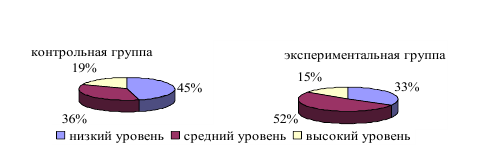 контрольная группа
19%
45%
36%
экспериментальная группа
15%
33%
52%
низкий уровень средний уровень высокий уровень